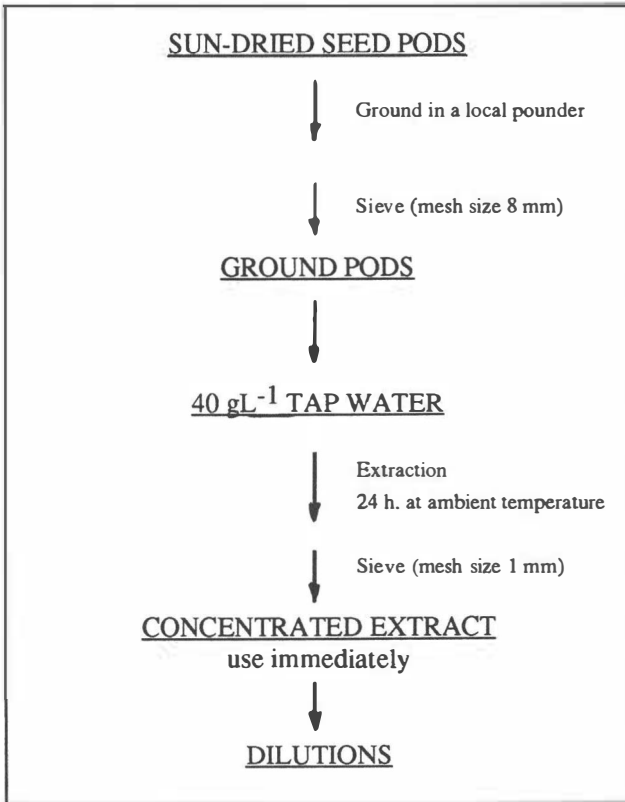 SUN-DRIED SEED PODS
Ground in a local pounder
Sieve (mesh size 8 mm)
GROUND PODS
40 gL-1 TAP WATER
Extraction
24 h. at ambient temperature
Sieve (mesh size 1 mm)
CONCENTRATED EXTRACT
use immediately
DILUTIONS